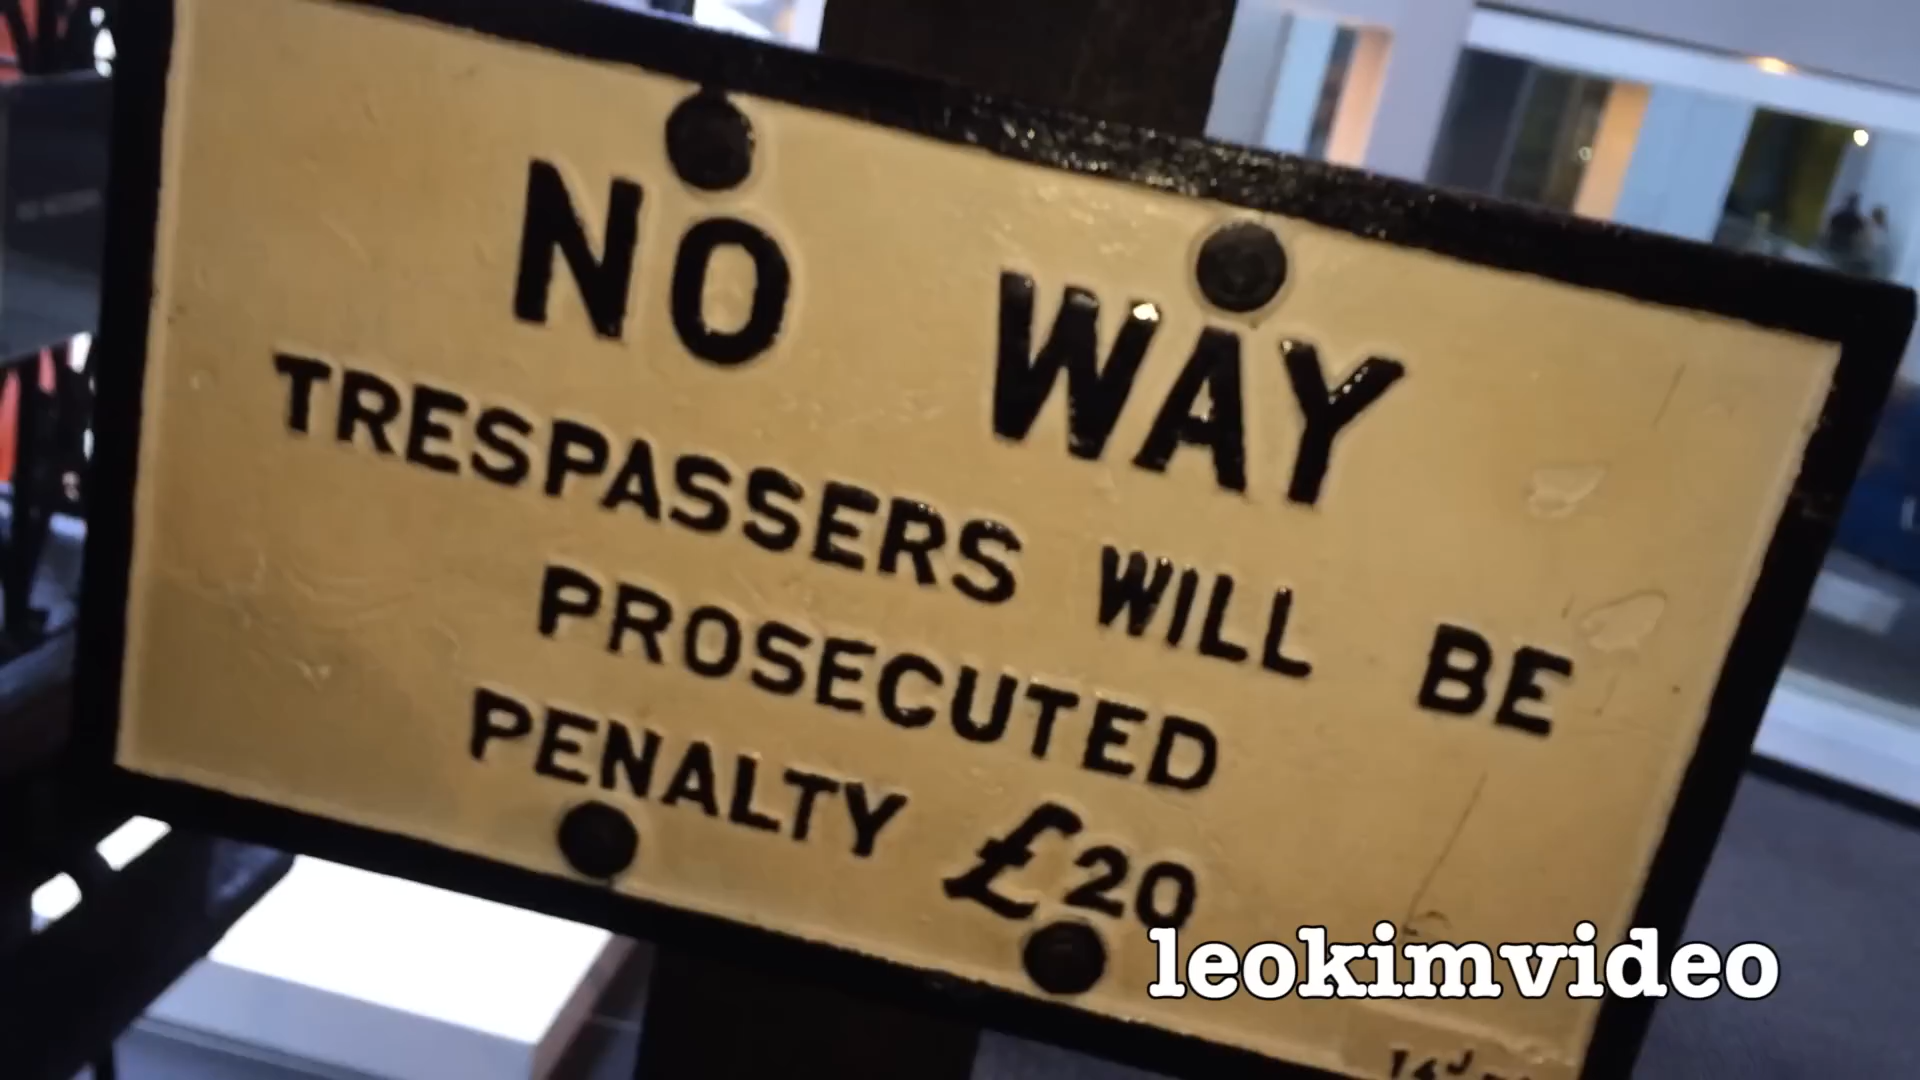 NO WAY
TRESPASSERS WILL BE
PROSECUTED
PENALTY £20
leokimvideo